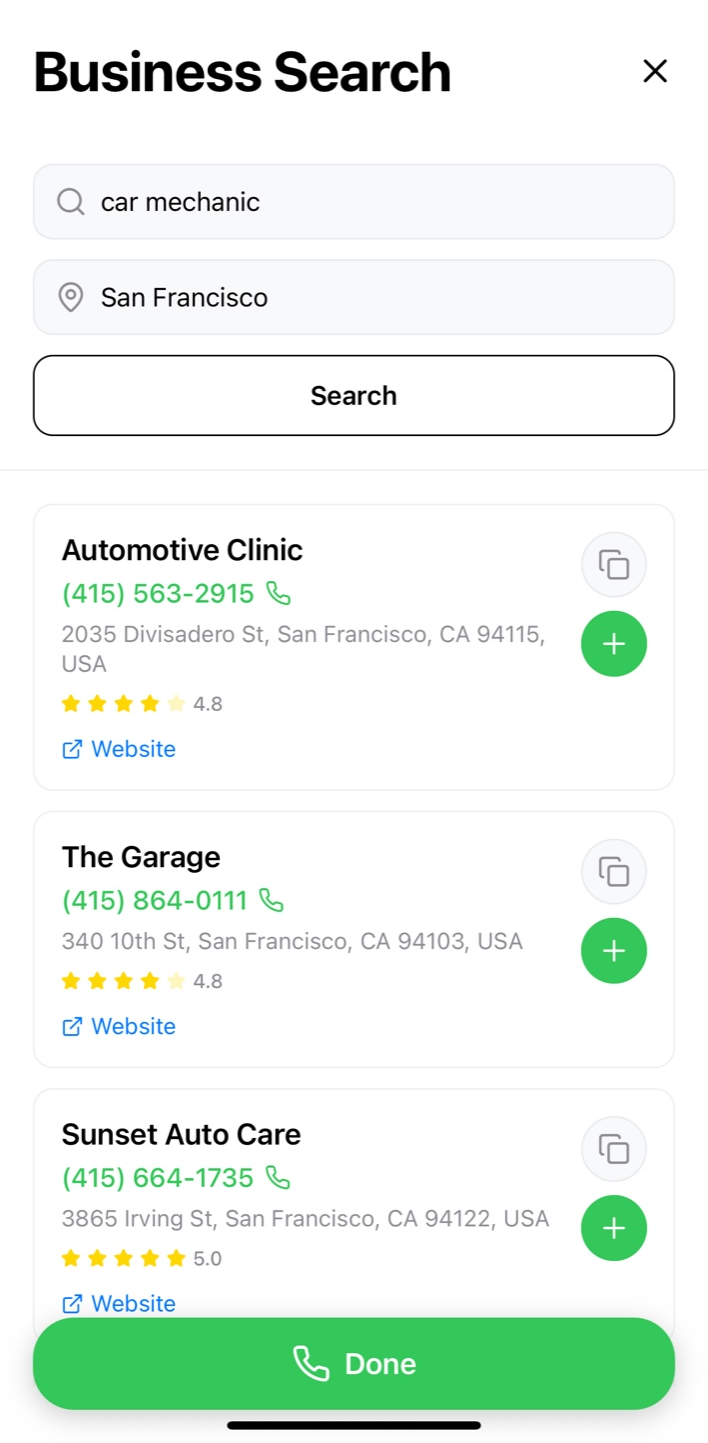 Business Search
car mechanic
San Francisco
Search
Automotive Clinic
(415) 563-2915
2035 Divisadero St, San Francisco, CA 94115,
USA
4.8
Website
The Garage
(415) 864-0111
340 10th St, San Francisco, CA 94103, USA
4.8
Website
Sunset Auto Care
(415) 664-1735
3865 Irving St, San Francisco, CA 94122, USA
5.0
Website
Done